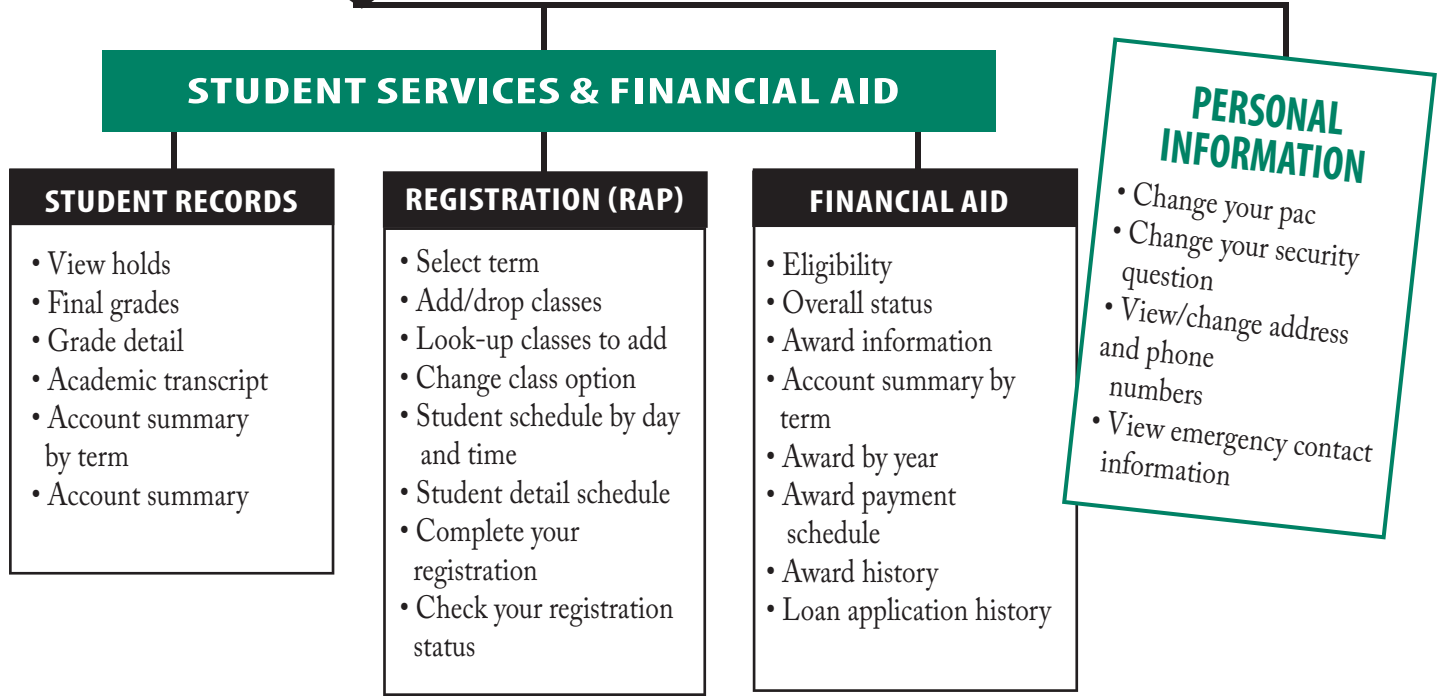 STUDENT SERVICES & FINANCIAL AID
STUDENT RECORDS
• View holds
• Final grades
• Grade detail
• Academic transcript
• Account summary
by term
• Account summary
REGISTRATION (RAP)
• Select term
• Add/drop classes
• Look-up classes to add
• Change class option
• Student schedule by day
and time
• Student detail schedule
• Complete your
registration
• Check your registration
status
FINANCIAL AID
• Eligibility
• Overall status
• Award information
• Account summary by
term
• Award by year
• Award payment
schedule
• Award history
• Loan application history
PERSONAL
INFORMATION
• Change your pac
• Change your security
question
• View/change address
and phone
numbers
• View emergency contact
information